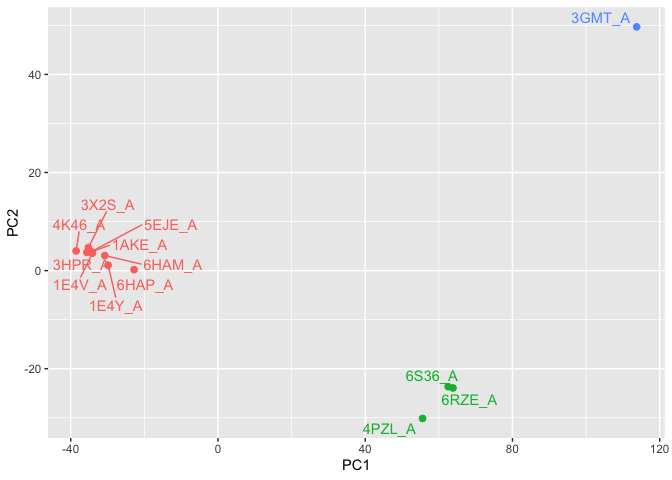 3GMT_A
40
20
3X2S_A
4K46_A
5EJE_A
1AKE_A
3HPR_A
6HAM_A
1E4V_A
6HAP_A
1E4Y_A
0
-20
6S36_A
6RZE_A
4PZL_A
PC2
-40
0
40
80
120
PC1